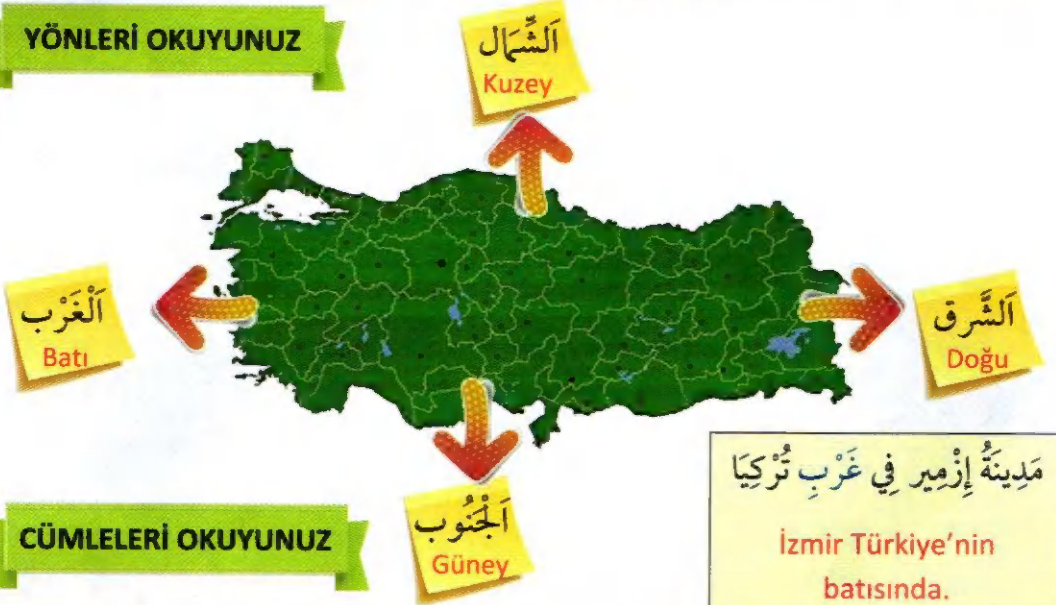 YÖNLERİ OKUYUNUZ
اَلشِّمَال
Kuzey
اَلْغَرْب
Batı
اَلشَّرق
Doğu
اَلْجَنُوب
Güney
CÜMLELERİ OKUYUNUZ
مَدِينَةُ إِزْمِير فِي غَرْبِ تُرْكِيَا
İzmir Türkiye'nin
batısında.